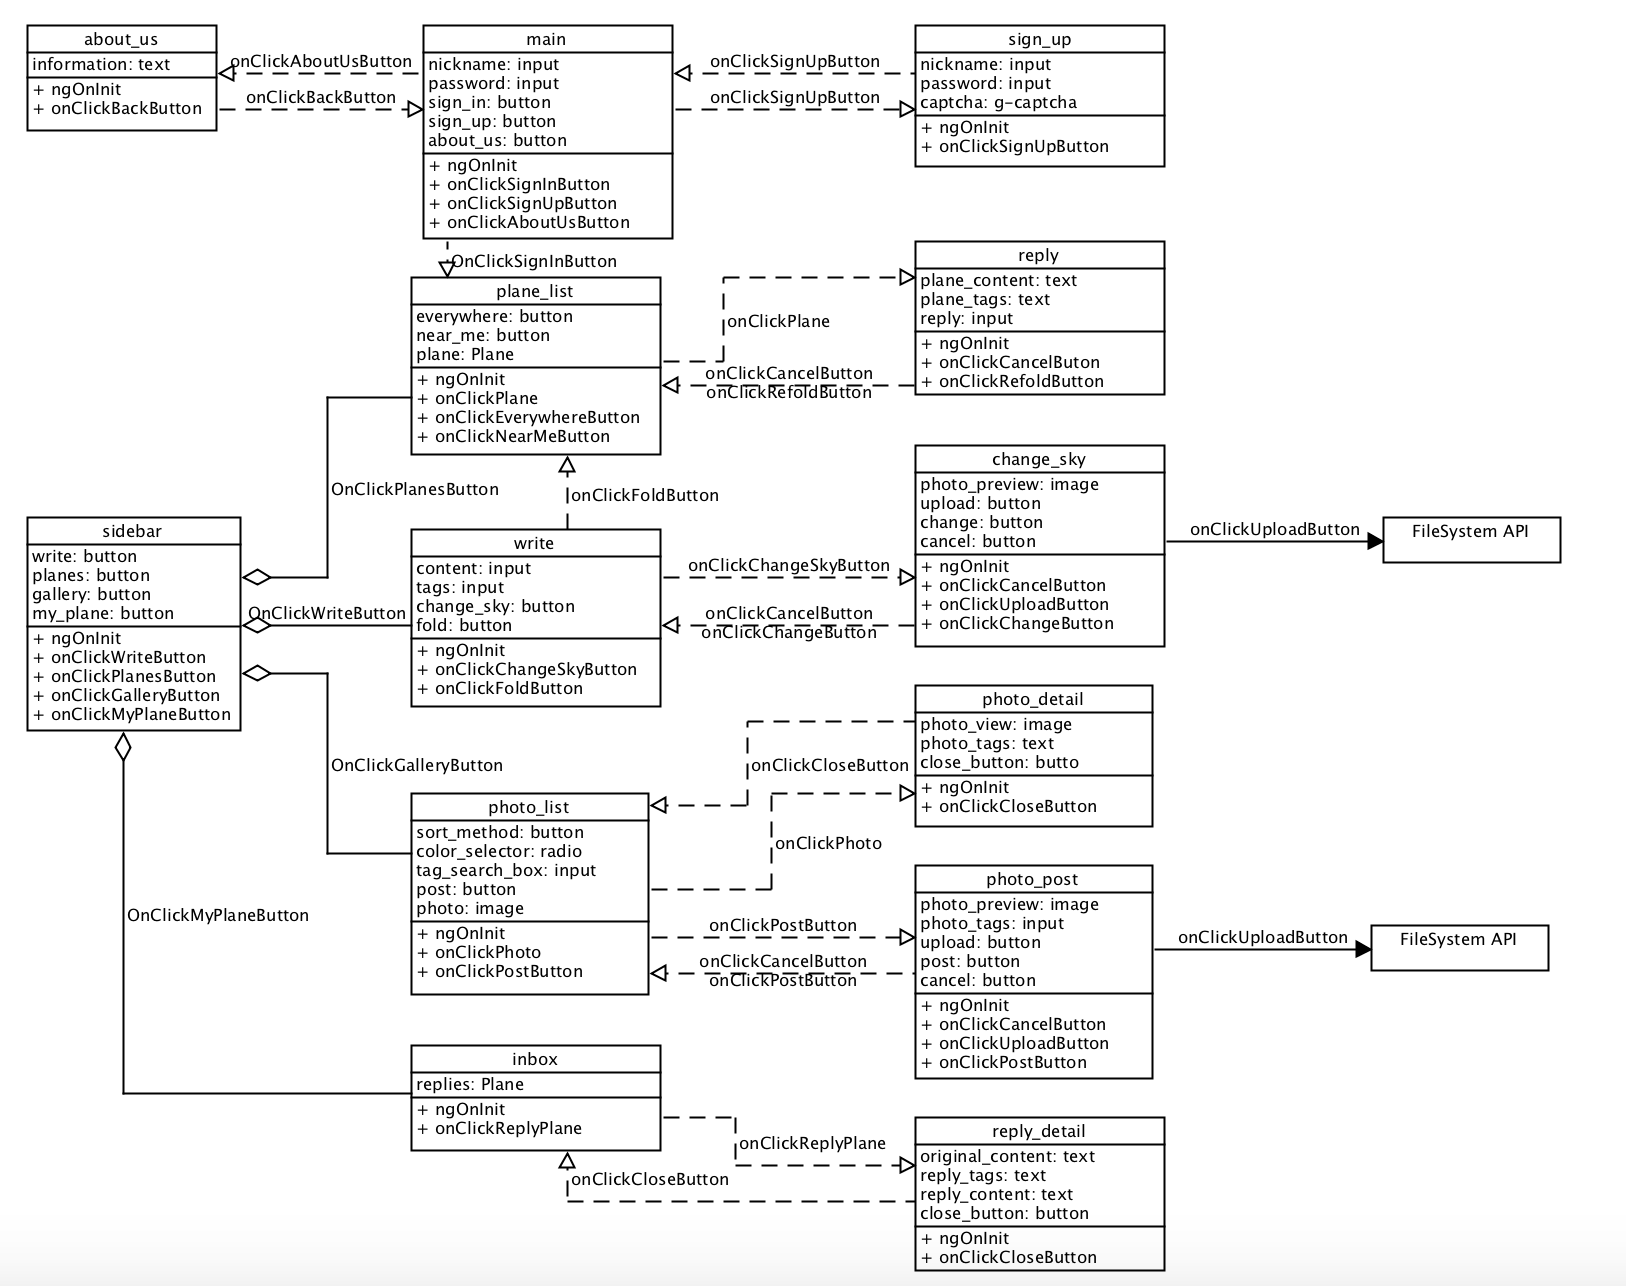 about_us
information: text
+ ngOnInit
+ onClickBackButton
onClickAboutUsButton
onClickBackButton
main
nickname: input
password: input
sign_in: button
sign_up: button
about_us: button
+ ngOnInit
+ onClickSignInButton
+ onClickSignUpButton
+ onClickAboutUsButton
onClickSignUpButton
onClickSignUpButton
sign_up
nickname: input
password: input
captcha: g-captcha
+ ngOnInit
+ onClickSignUpButton
OnClickSignInButton
plane_list
everywhere: button
near_me: button
plane: Plane
+ ngOnInit
+ onClickPlane
+ onClickEverywhereButton
+ onClickNearMeButton
onClickPlane
onClickCancelButton
onClickRefoldButton
reply
plane_content: text
plane_tags: text
reply: input
+ ngOnInit
+ onClickCancelButon
+ onClickRefoldButton
OnClickPlanesButton
onClickFoldButton
sidebar
write: button
planes: button
gallery: button
my_plane: button
+ ngOnInit
+ onClickWriteButton
+ onClickPlanesButton
+ onClickGalleryButton
+ onClickMyPlaneButton
OnClickWriteButton
write
content: input
tags: input
change_sky: button
fold: button
+ ngOnInit
+ onClickChangeSkyButton
+ onClickFoldButton
onClickChangeSkyButton
onClickCancelButton
onClickChangeButton
change_sky
photo_preview: image
upload: button
change: button
cancel: button
+ ngOnInit
+ onClickCancelButton
+ onClickUploadButton
+ onClickChangeButton
onClickUploadButton
FileSystem API
OnClickGalleryButton
photo_list
sort_method: button
color_selector: radio
tag_search_box: input
post: button
photo: image
+ ngOnInit
+ onClickPhoto
+ onClickPostButton
onClickCloseButton
onClickPhoto
photo_detail
photo_view: image
photo_tags: text
close_button: butto
+ ngOnInit
+ onClickCloseButton
onClickPostButton
onClickCancelButton
onClickPostButton
photo_post
photo_preview: image
photo_tags: input
upload: button
post: button
cancel: button
+ ngOnInit
+ onClickCancelButton
+ onClickUploadButton
+ onClickPostButton
onClickUploadButton
FileSystem API
OnClickMyPlaneButton
inbox
replies: Plane
+ ngOnInit
+ onClickReplyPlane
onClickReplyPlane
onClickCloseButton
reply_detail
original_content: text
reply_tags: text
reply_content: text
close_button: button
+ ngOnInit
+ onClickCloseButton